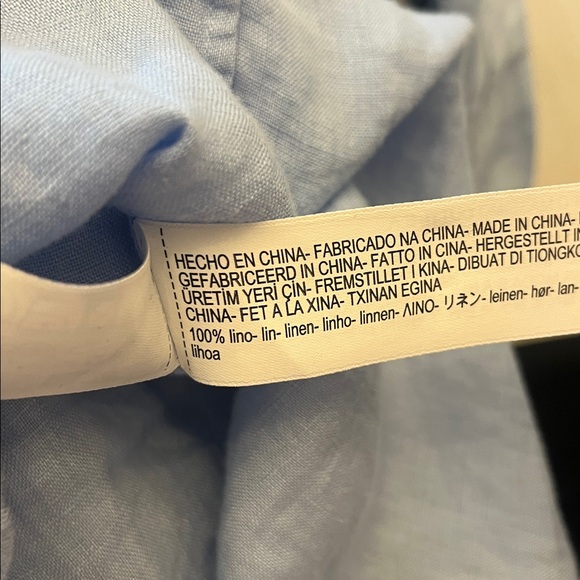 HECHO EN CHINA- FABRICADO NA CHINA- MADE IN CHINA-
GEFABRICEERD IN CHINA- FATTO IN CINA- HERGESTELLT IN
ÜRETİM YERİ ÇİN- FREMSTILLET I KINA- DIBUAT DI TIONGKO
CHINA- FET A LA XINA- TXINAN EGINA
100% lino- lin- linen- linho- linnen- ΛΙΝΟ- リネン- leinen- hør- lan-
lihoa